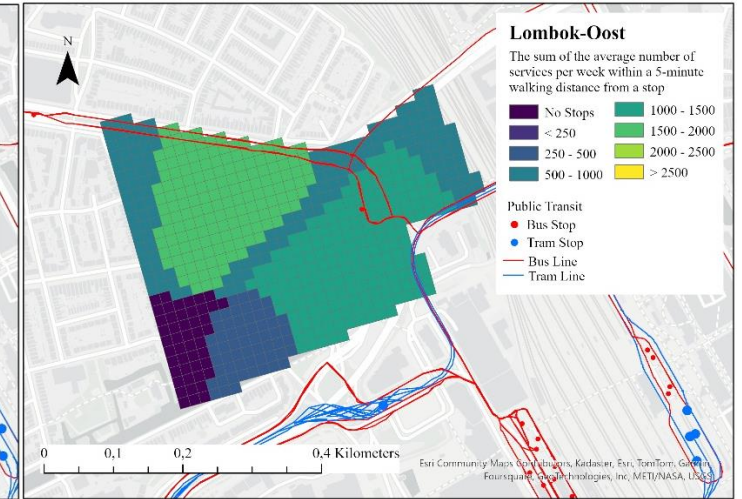 N
Lombok-Oost
The sum of the average number of
services per week within a 5-minute
walking distance from a stop
No Stops
< 250
250 - 500
500 - 1000
1000 - 1500
1500 - 2000
2000 - 2500
> 2500
Public Transit
Bus Stop
Tram Stop
Bus Line
Tram Line
0 0,1 0,2 0,4 Kilometers
Esri Community Maps Contributors, Kadaster, Esri, TomTom, Garmin,
Foursquare, GeoTechnologies, Inc, METI/NASA, USGS